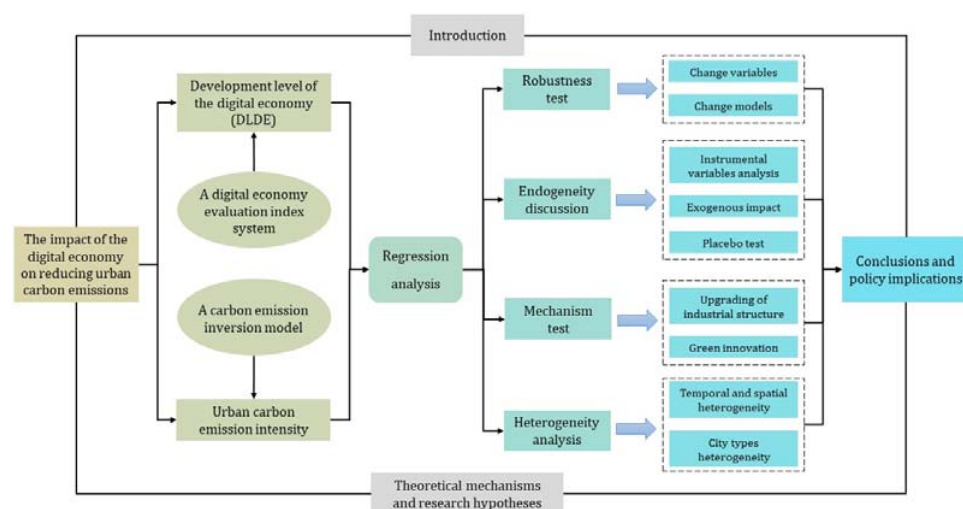 Introduction
The impact of the
digital economy
on reducing urban
carbon emissions
Development level of
the digital economy
(DLDE)
A digital economy
evaluation index
system
A carbon emission
inversion model
Urban carbon
emission intensity
Regression
analysis
Robustness
test
Change variables
Change models
Endogeneity
discussion
Instrumental
variables analysis
Exogenous impact
Placebo test
Mechanism
test
Upgrading of
industrial structure
Green innovation
Heterogeneity
analysis
Temporal and spatial
heterogeneity
City types
heterogeneity
Conclusions and
policy implications
Theoretical mechanisms
and research hypotheses